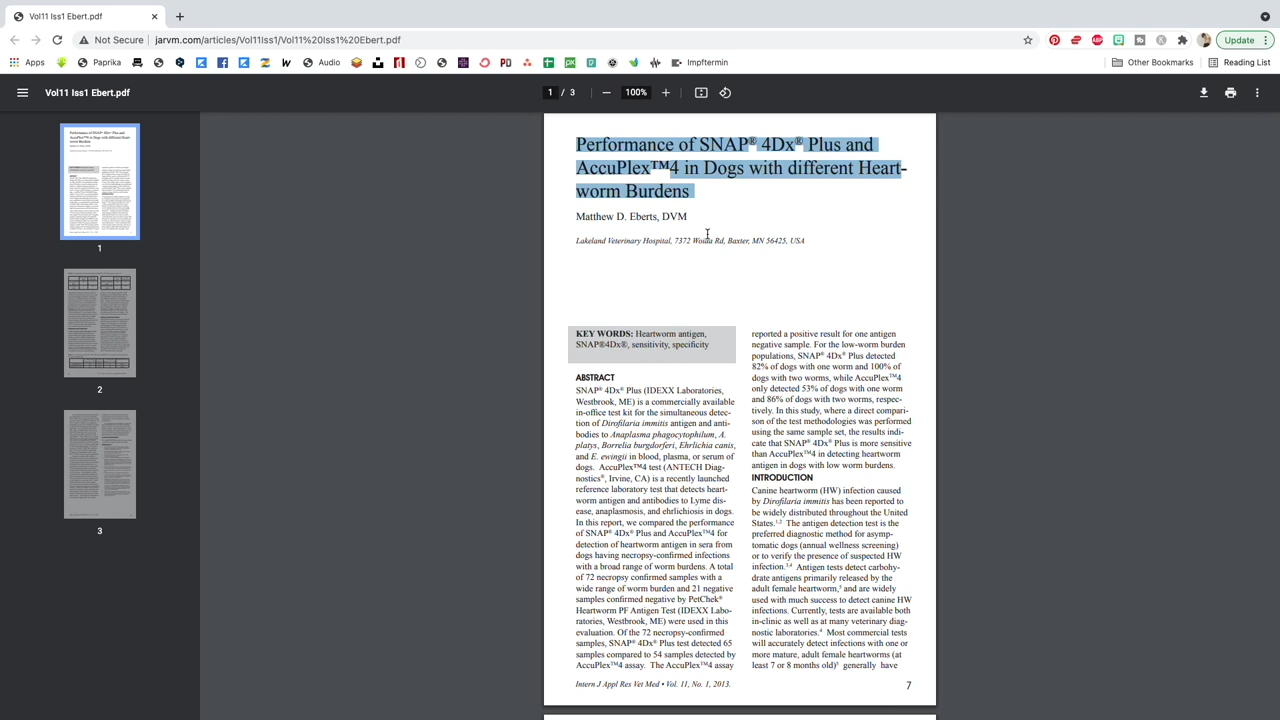 Vol11 Iss1 Ebert.pdf
Not Secure
jarvm.com/articles/Vol11Iss1/Vol11%20Iss1%20Ebert.pdf
Update
Apps
Paprika
Audio
Impftermin
Other Bookmarks
Reading List
Vol11 Iss1 Ebert.pdf
1 / 3
100%
1
2
3
Performance of SNAP® 4Dx® Plus and
AccuPlex™4 in Dogs with different Heart-
worm Burdens
Matthew D. Eberts, DVM
Lakeland Veterinary Hospital, 7372 Woida Rd, Baxter, MN 56425, USA
KEY WORDS: Heartworm antigen,
SNAP®4Dx®, sensitivity, specificity
ABSTRACT
SNAP® 4Dx® Plus (IDEXX Laboratories,
Westbrook, ME) is a commercially available
in-office test kit for the simultaneous detec-
tion of Dirofilaria immitis antigen and anti-
bodies to Anaplasma phagocytophilum, A.
platys, Borrelia burgdorferi, Ehrlichia canis,
and E. ewingii in blood, plasma, or serum of
dogs. AccuPlex™4 test (ANTECH Diag-
nostics®, Irvine, CA) is a recently launched
reference laboratory test that detects heart-
worm antigen and antibodies to Lyme dis-
ease, anaplasmosis, and ehrlichiosis in dogs.
In this report, we compared the performance
of SNAP® 4Dx® Plus and AccuPlex™4 for
detection of heartworm antigen in sera from
dogs having necropsy-confirmed infections
with a broad range of worm burdens. A total
of 72 necropsy confirmed samples with a
wide range of worm burden and 21 negative
samples confirmed negative by PetChek®
Heartworm PF Antigen Test (IDEXX Labo-
ratories, Westbrook, ME) were used in this
evaluation. Of the 72 necropsy-confirmed
samples, SNAP® 4Dx® Plus test detected 65
samples compared to 54 samples detected by
AccuPlex™4 assay. The AccuPlex™4 assay
reported a positive result for one antigen
negative sample. For the low-worm burden
populations, SNAP® 4Dx® Plus detected
82% of dogs with one worm and 100% of
dogs with two worms, while AccuPlex™4
only detected 53% of dogs with one worm
and 86% of dogs with two worms, respec-
tively. In this study, where a direct compari-
son of the test methodologies was performed
using the same sample set, the results indi-
cate that SNAP® 4Dx® Plus is more sensitive
than AccuPlex™4 in detecting heartworm
antigen in dogs with low worm burdens.
INTRODUCTION
Canine heartworm (HW) infection caused
by Dirofilaria immitis has been reported to
be widely distributed throughout the United
States.1,2 The antigen detection test is the
preferred diagnostic method for asymp-
tomatic dogs (annual wellness screening)
or to verify the presence of suspected HW
infection.3,4 Antigen tests detect carbohy-
drate antigens primarily released by the
adult female heartworm,5 and are widely
used with much success to detect canine HW
infections. Currently, tests are available both
in-clinic as well as at many veterinary diag-
nostic laboratories.4 Most commercial tests
will accurately detect infections with one or
more mature, adult female heartworms (at
least 7 or 8 months old)5 generally have
Intern J Appl Res Vet Med • Vol. 11, No. 1, 2013.
7